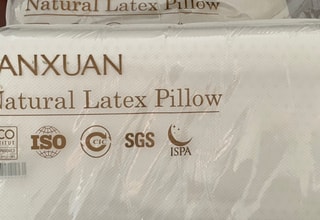 Natural Latex Pillow
ANXUAN
Natural Latex Pillow
ISO SGS
ISPA